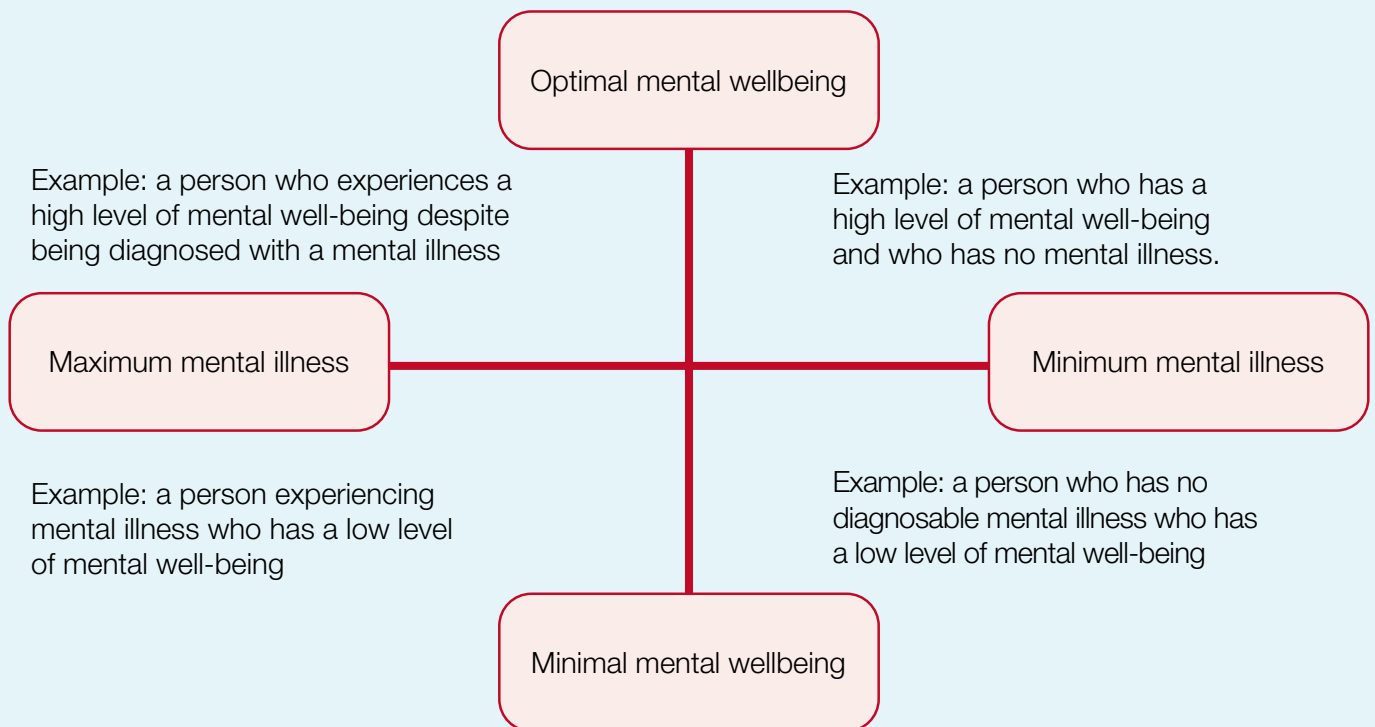 Optimal mental wellbeing
Example: a person who experiences a
high level of mental well-being despite
being diagnosed with a mental illness
Example: a person who has a
high level of mental well-being
and who has no mental illness.
Maximum mental illness
Minimum mental illness
Example: a person experiencing
mental illness who has a low level
of mental well-being
Example: a person who has no
diagnosable mental illness who has
a low level of mental well-being
Minimal mental wellbeing